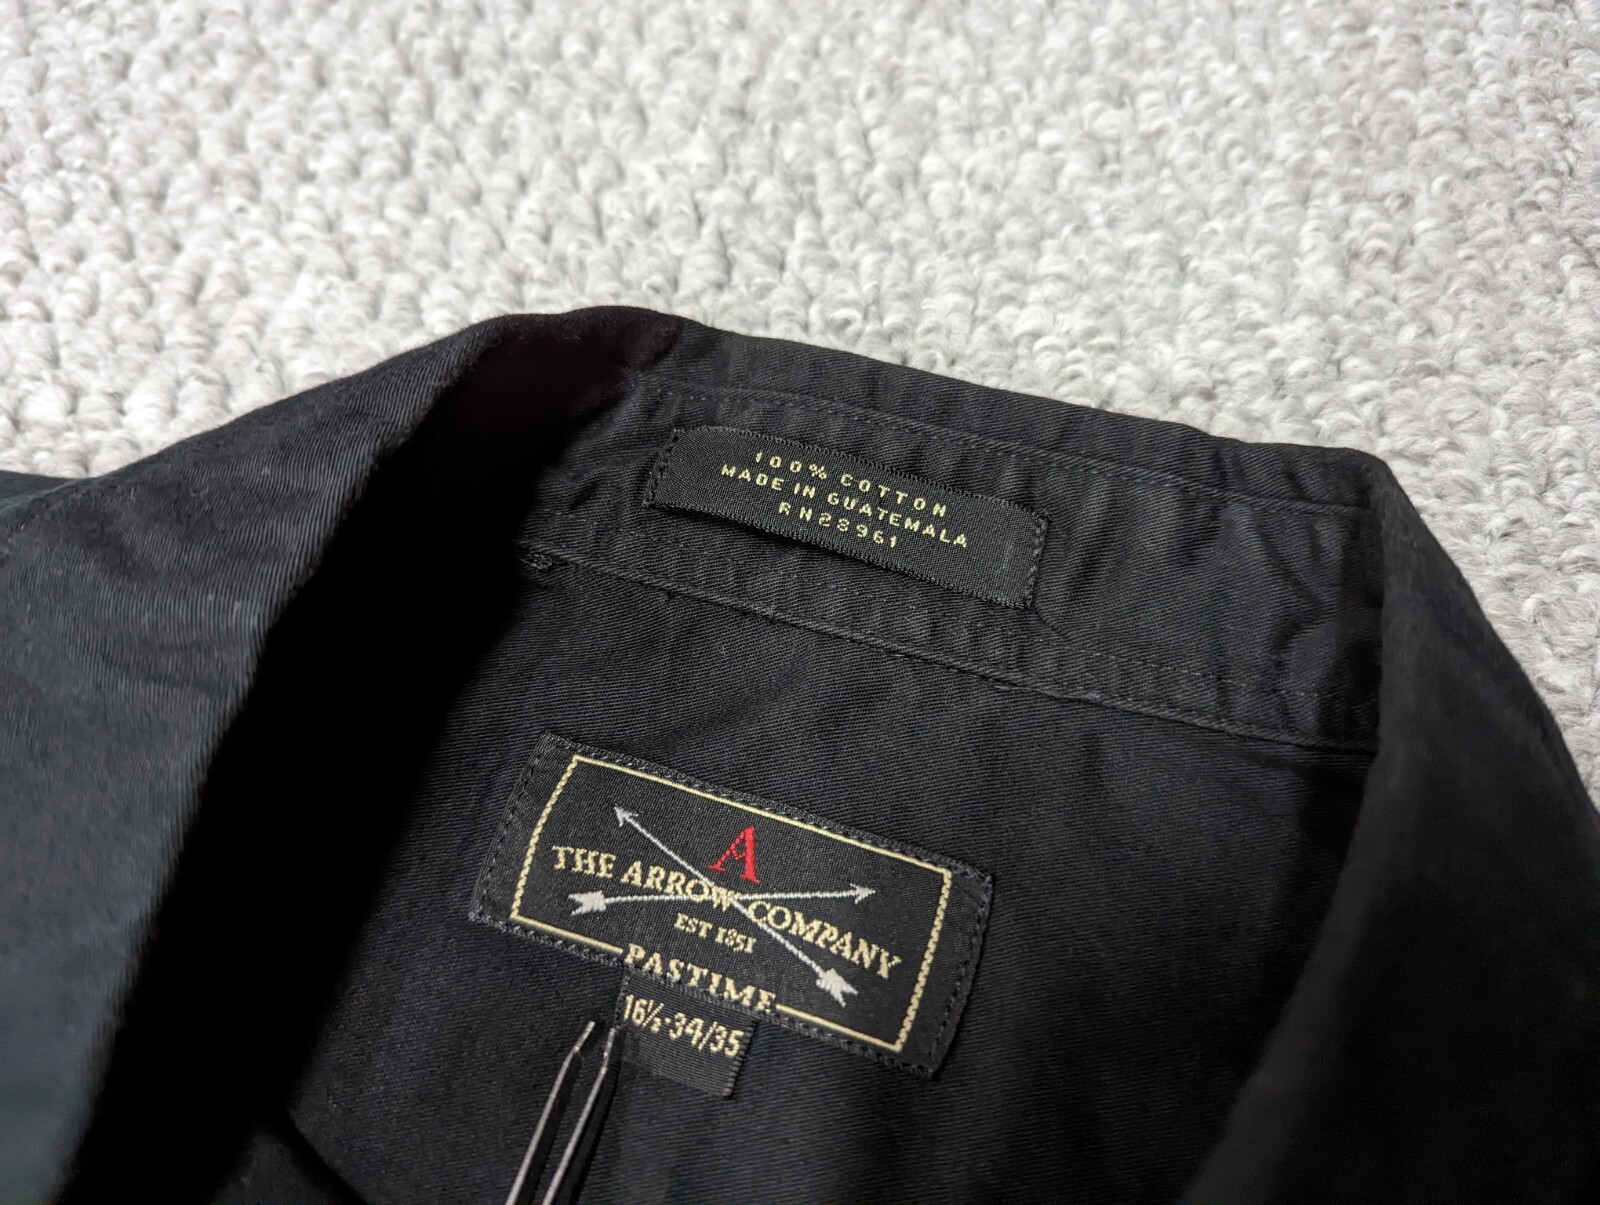 100% COTTON
MADE IN GUATEMALA
RN28961
A
THE ARROW COMPANY
EST 1851
PASTIME
16½-34/35